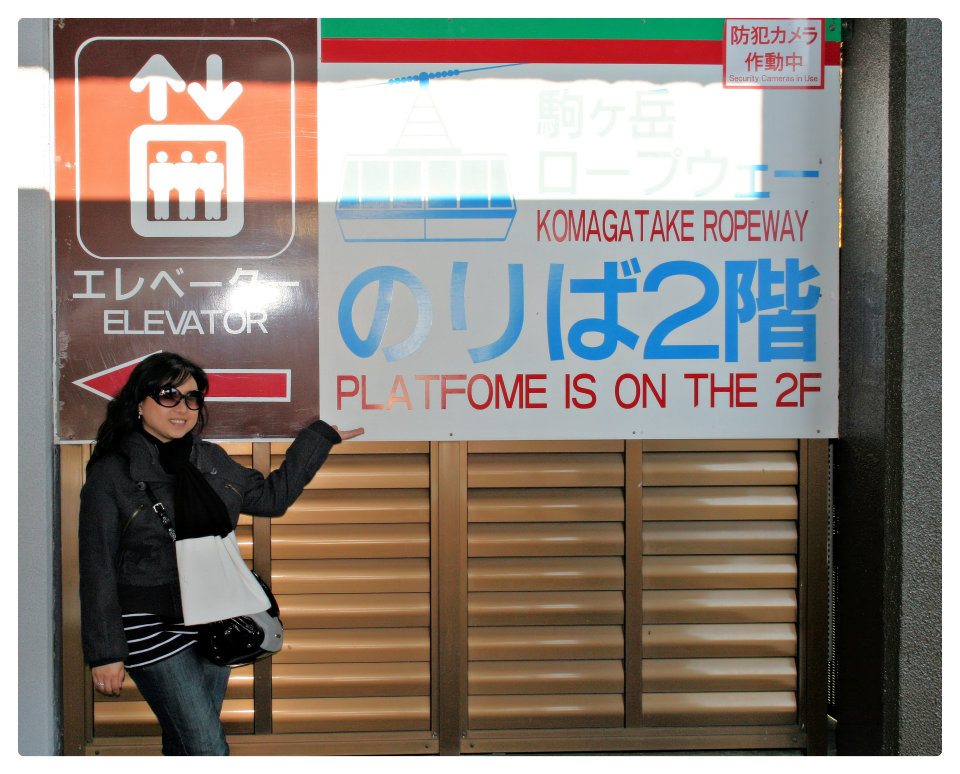 エレベーター
ELEVATOR
防犯カメラ
作動中
Security Cameras in Use
駒ヶ岳
ロープウェー
KOMAGATAKE ROPEWAY
のりば2階
PLATFOME IS ON THE 2F